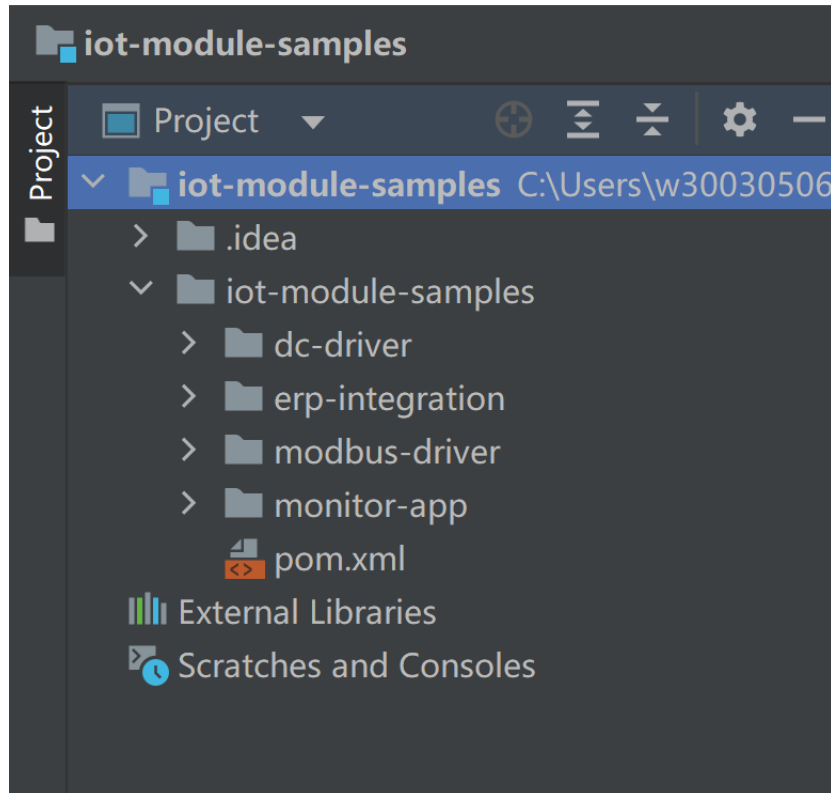 iot-module-samples
Project
Project
iot-module-samples C:\Users\w30030506
.idea
iot-module-samples
dc-driver
erp-integration
modbus-driver
monitor-app
pom.xml
External Libraries
Scratches and Consoles